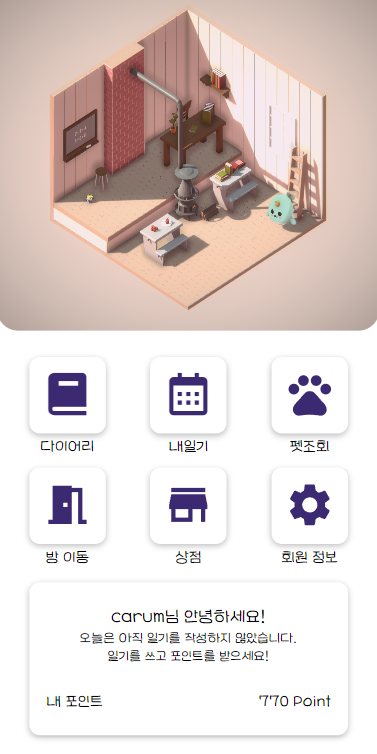 다이어리
내일기
펫조회
방 이동
상점
회원 정보
carum님 안녕하세요!
오늘은 아직 일기를 작성하지 않았습니다.
일기를 쓰고 포인트를 받으세요!
내 포인트
770 Point